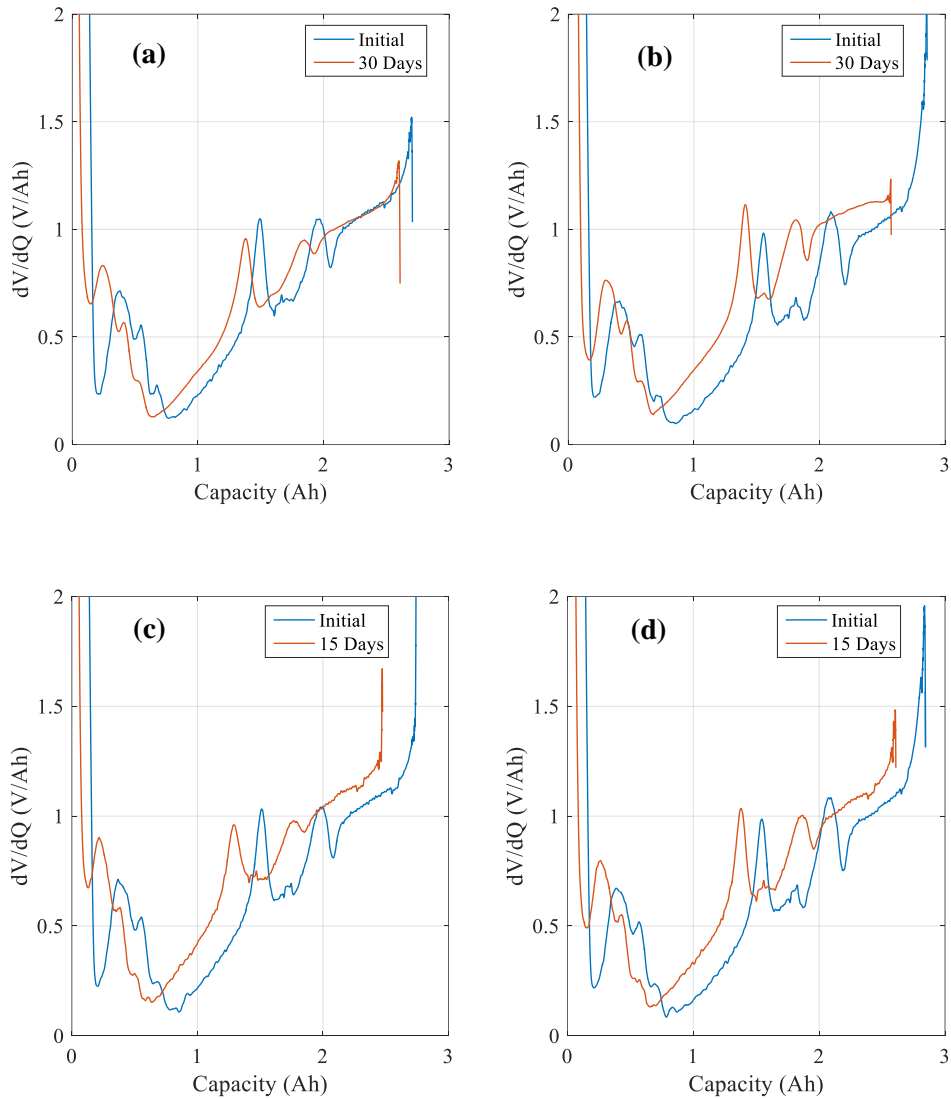 (a)
Initial
30 Days
2
1.5
1
0.5
0
dV/dQ (V/Ah)
0 1 2 3
Capacity (Ah)
(b)
Initial
30 Days
2
1.5
1
0.5
0
dV/dQ (V/Ah)
0 1 2 3
Capacity (Ah)
(c)
Initial
15 Days
2
1.5
1
0.5
0
dV/dQ (V/Ah)
0 1 2 3
Capacity (Ah)
(d)
Initial
15 Days
2
1.5
1
0.5
0
dV/dQ (V/Ah)
0 1 2 3
Capacity (Ah)